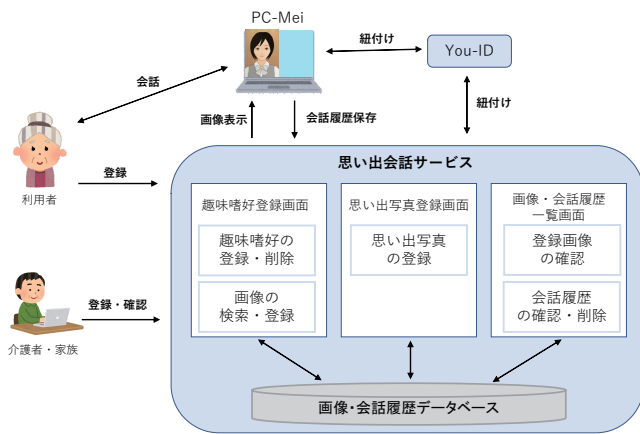 PC-Mei
紐付け
You-ID
会話
画像表示
会話履歴保存
紐付け
利用者
登録
思い出会話サービス
趣味嗜好登録画面
趣味嗜好の
登録・削除
画像の
検索・登録
思い出写真登録画面
思い出写真
の登録
画像・会話履歴
一覧画面
登録画像
の確認
会話履歴
の確認・削除
登録・確認
介護者・家族
画像・会話履歴データベース